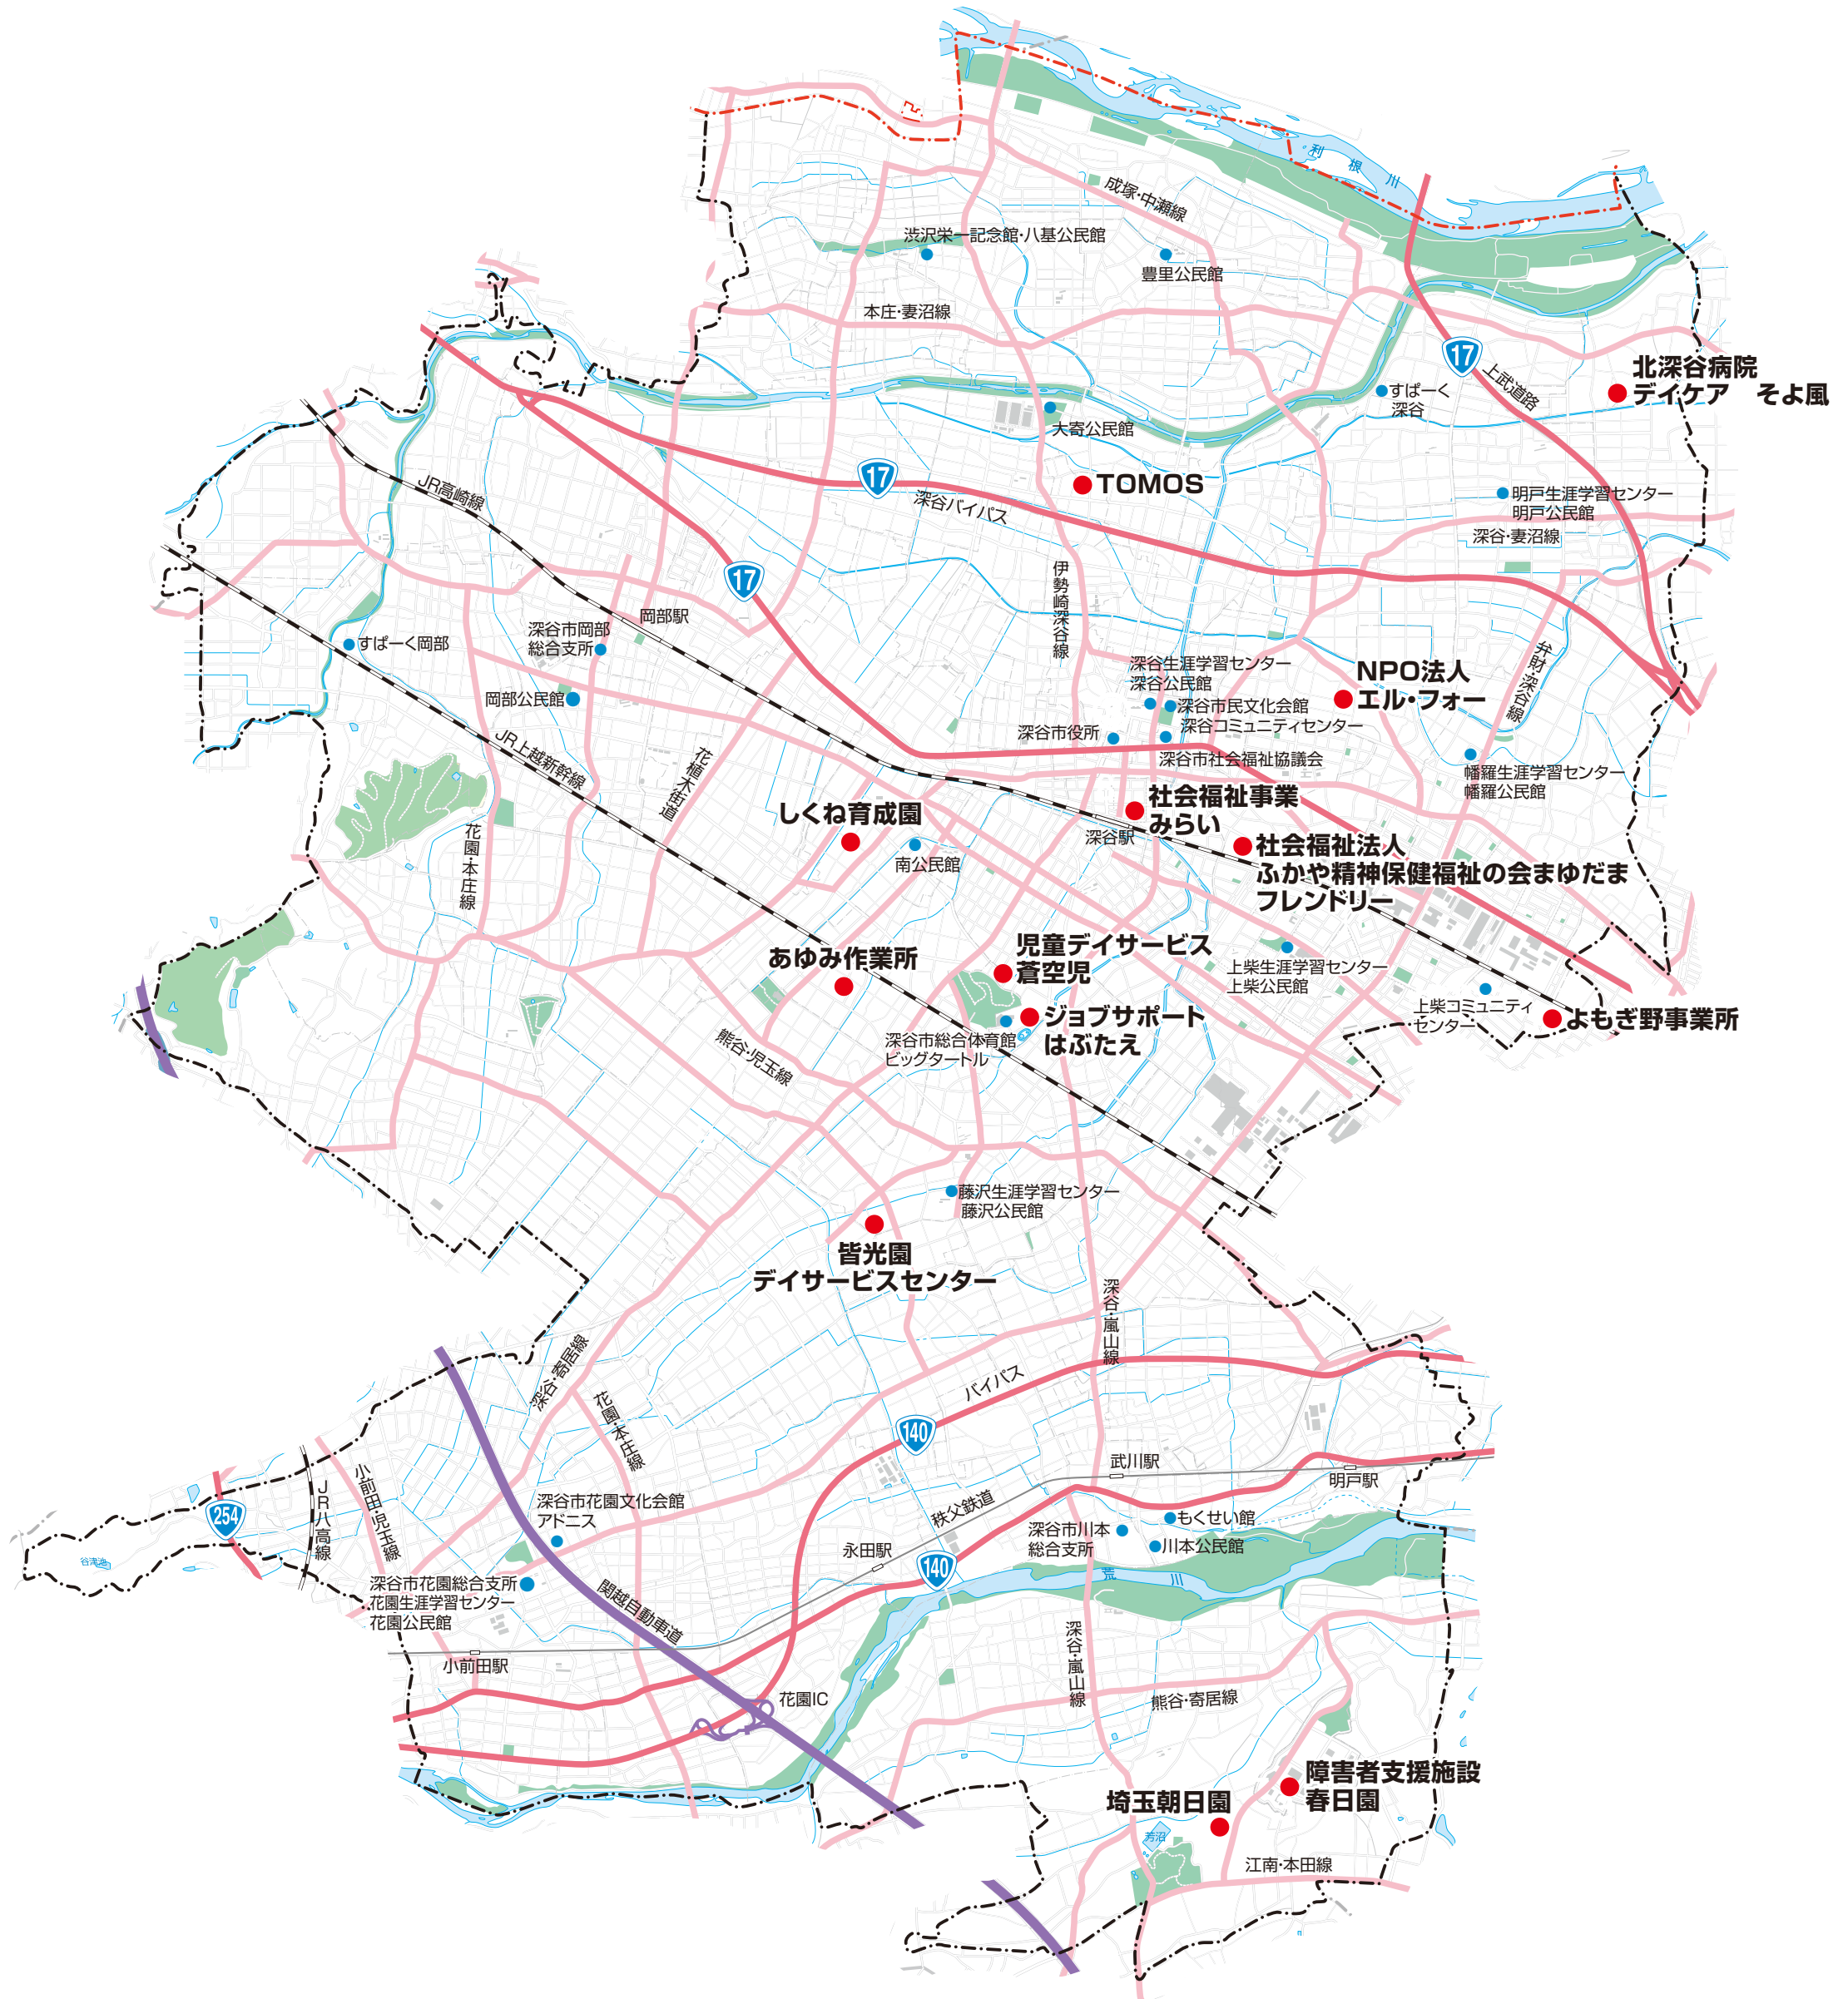 利根川
成塚・中瀬線
渋沢栄一記念館・八基公民館
豊里公民館
本庄・妻沼線
17
上武道路
北深谷病院
デイケア　そよ風
すぱーく
深谷
大寄公民館
17
深谷バイパス
TOMOS
JR高崎線
明戸生涯学習センター
明戸公民館
深谷・妻沼線
17
伊勢崎深谷線
岡部駅
深谷市岡部
総合支所
すぱーく岡部
弁財・深谷線
深谷生涯学習センター
深谷公民館
NPO法人
エル・フォー
岡部公民館
深谷市民文化会館
深谷コミュニティセンター
深谷市役所
深谷市社会福祉協議会
JR上越新幹線
花植木街道
幡羅生涯学習センター
幡羅公民館
しくね育成園
社会福祉事業
みらい
花園・本庄線
深谷駅
南公民館
社会福祉法人
ふかや精神保健福祉の会まゆだま
フレンドリー
あゆみ作業所
児童デイサービス
蒼空児
上柴生涯学習センター
上柴公民館
上柴コミュニティ
センター
よもぎ野事業所
ジョブサポート
はぶたえ
深谷市総合体育館
ビッグタートル
熊谷・児玉線
藤沢生涯学習センター
藤沢公民館
皆光園
デイサービスセンター
深谷・嵐山線
深谷・寄居線
花園・本庄線
バイパス
140
武川駅
明戸駅
小前田・児玉線
JR八高線
254
深谷市花園文化会館
アドニス
秩父鉄道
もくせい館
深谷市川本
総合支所
川本公民館
永田駅
140
谷津池
荒川
深谷市花園総合支所
花園生涯学習センター
花園公民館
関越自動車道
小前田駅
深谷・嵐山線
花園IC
熊谷・寄居線
障害者支援施設
春日園
埼玉朝日園
芳沼
江南・本田線